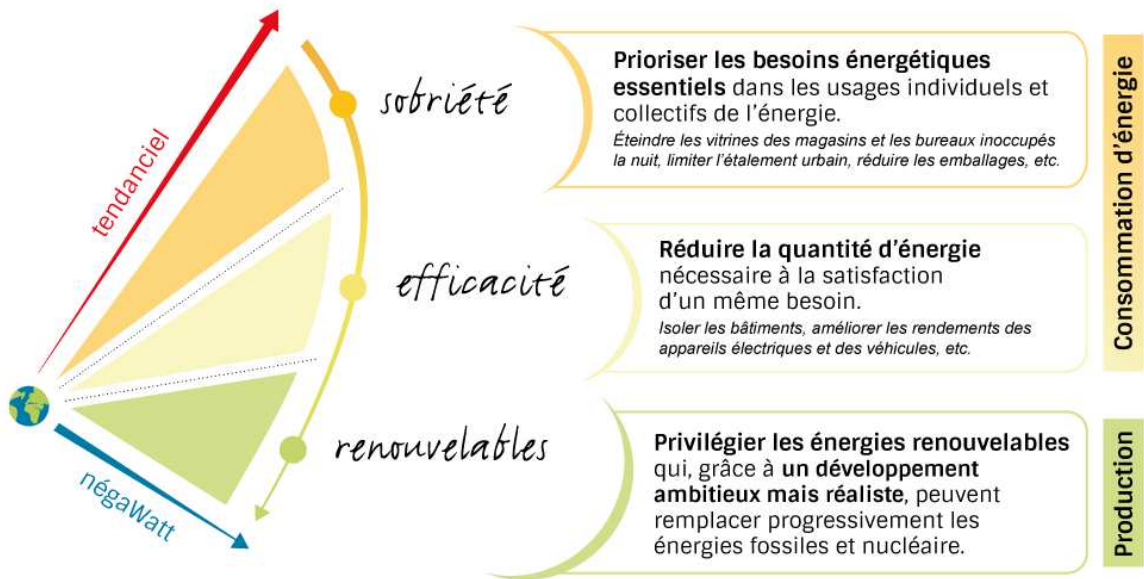 tendanciel
négaWatt
sobriété
Prioriser les besoins énergétiques
essentiels dans les usages individuels et
collectifs de l'énergie.
Éteindre les vitrines des magasins et les bureaux inoccupés
la nuit, limiter l'étalement urbain, réduire les emballages, etc.
efficacité
Réduire la quantité d'énergie
nécessaire à la satisfaction
d'un même besoin.
Isoler les bâtiments, améliorer les rendements des
appareils électriques et des véhicules, etc.
Consommation d'énergie
renouvelables
Privilégier les énergies renouvelables
qui, grâce à un développement
ambitieux mais réaliste, peuvent
remplacer progressivement les
énergies fossiles et nucléaire.
Production